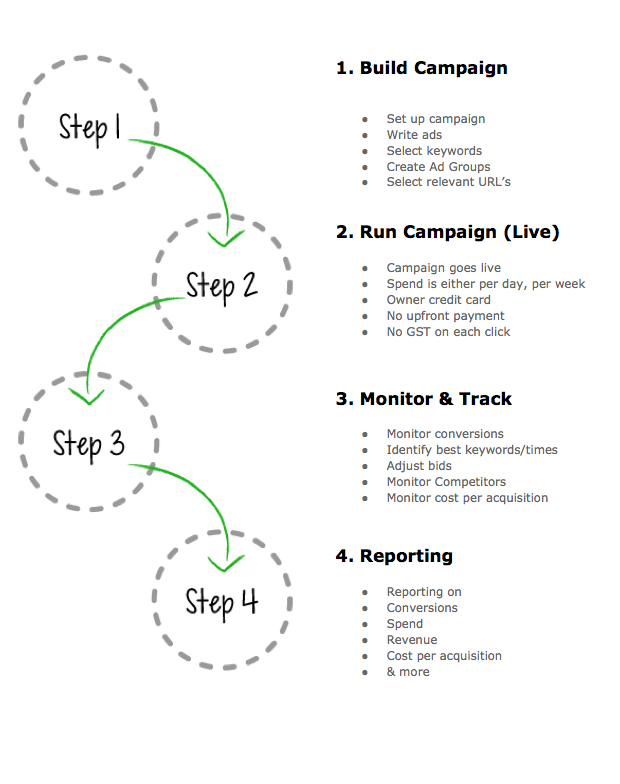 Step 1
1. Build Campaign
● Set up campaign
● Write ads
● Select keywords
● Create Ad Groups
● Select relevant URL’s
Step 2
2. Run Campaign (Live)
● Campaign goes live
● Spend is either per day, per week
● Owner credit card
● No upfront payment
● No GST on each click
Step 3
3. Monitor & Track
● Monitor conversions
● Identify best keywords/times
● Adjust bids
● Monitor Competitors
● Monitor cost per acquisition
Step 4
4. Reporting
● Reporting on
● Conversions
● Spend
● Revenue
● Cost per acquisition
● & more